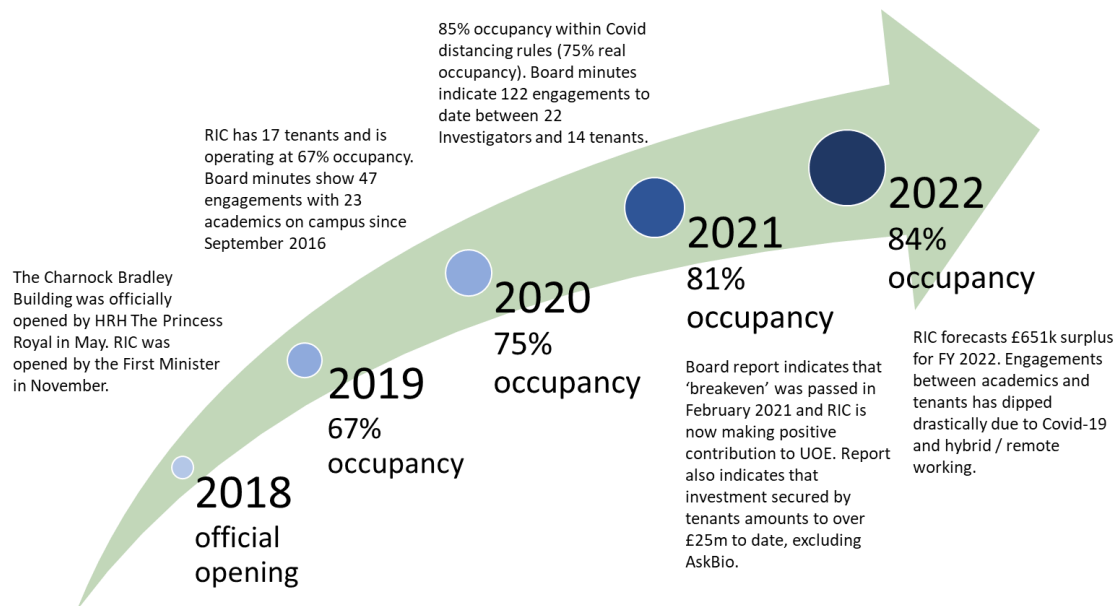 The Charnock Bradley
Building was officially
opened by HRH The Princess
Royal in May. RIC was
opened by the First Minister
in November.
2018
official
opening
RIC has 17 tenants and is
operating at 67% occupancy.
Board minutes show 47
engagements with 23
academics on campus since
September 2016
2019
67%
occupancy
85% occupancy within Covid
distancing rules (75% real
occupancy). Board minutes
indicate 122 engagements to
date between 22
Investigators and 14 tenants.
2020
75%
occupancy
2021
81%
occupancy
Board report indicates that
‘breakeven’ was passed in
February 2021 and RIC is
now making positive
contribution to UOE. Report
also indicates that
investment secured by
tenants amounts to over
£25m to date, excluding
AskBio.
2022
84%
occupancy
RIC forecasts £651k surplus
for FY 2022. Engagements
between academics and
tenants has dipped
drastically due to Covid-19
and hybrid / remote
working.